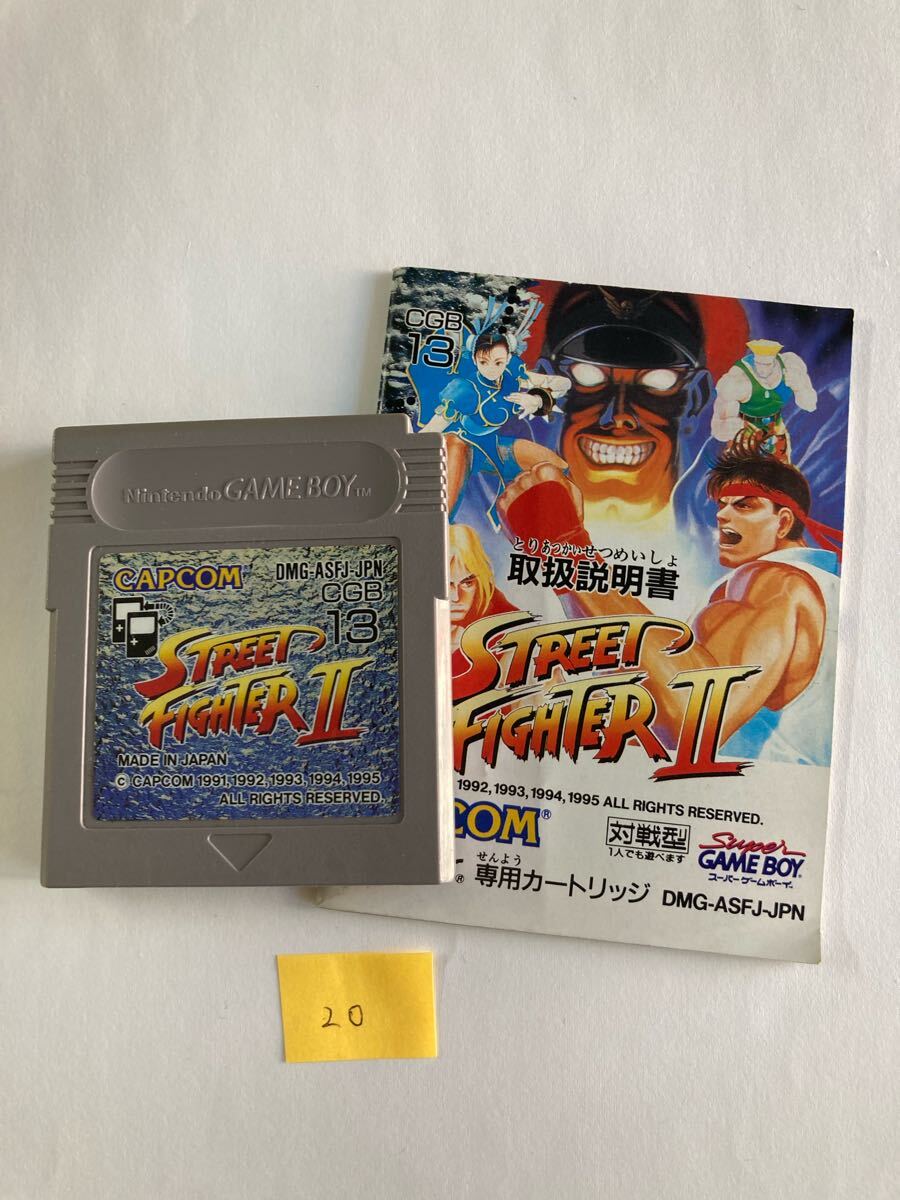 Nintendo GAME BOY™
CAPCOM
DMG-ASFJ-JPN
CGB
13
STREET
FIGHTER II
MADE IN JAPAN
© CAPCOM 1991,1992,1993,1994,1995
ALL RIGHTS RESERVED.
CGB
13
とりあつかいせつめいしょ
取扱説明書
STREET
FIGHTER II
1992,1993,1994,1995 ALL RIGHTS RESERVED.
COM®
対戦型
1人でも遊べます
Super
GAME BOY™
スーパーゲームボーイ
せんよう
® 専用カートリッジ DMG-ASFJ-JPN
20